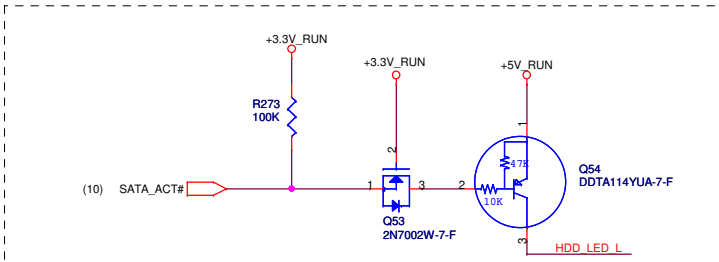 +3.3V_RUN
+3.3V_RUN
+5V_RUN
R273
100K
1
2
47K
Q54
DDTA114YUA-7-F
(10) SATA_ACT#
1
3
2
10K
Q53
2N7002W-7-F
3
HDD_LED_L